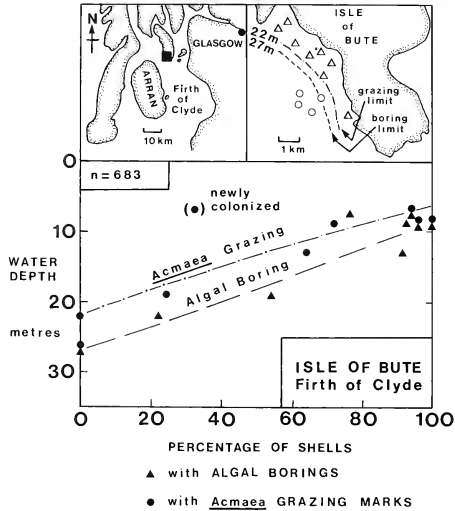 N
GLASGOW
ARRAN
Firth
of
Clyde
10 km
ISLE
OF
BUTE
22m
27m
grazing
limit
boring
limit
1 km
0
n = 683
newly
(●) colonized
10
WATER
DEPTH
20
metres
30
Acmaea Grazing
Algal Boring
ISLE OF BUTE
Firth of Clyde
0 20 40 60 80 100
PERCENTAGE OF SHELLS
▲ with ALGAL BORINGS
● with Acmaea GRAZING MARKS